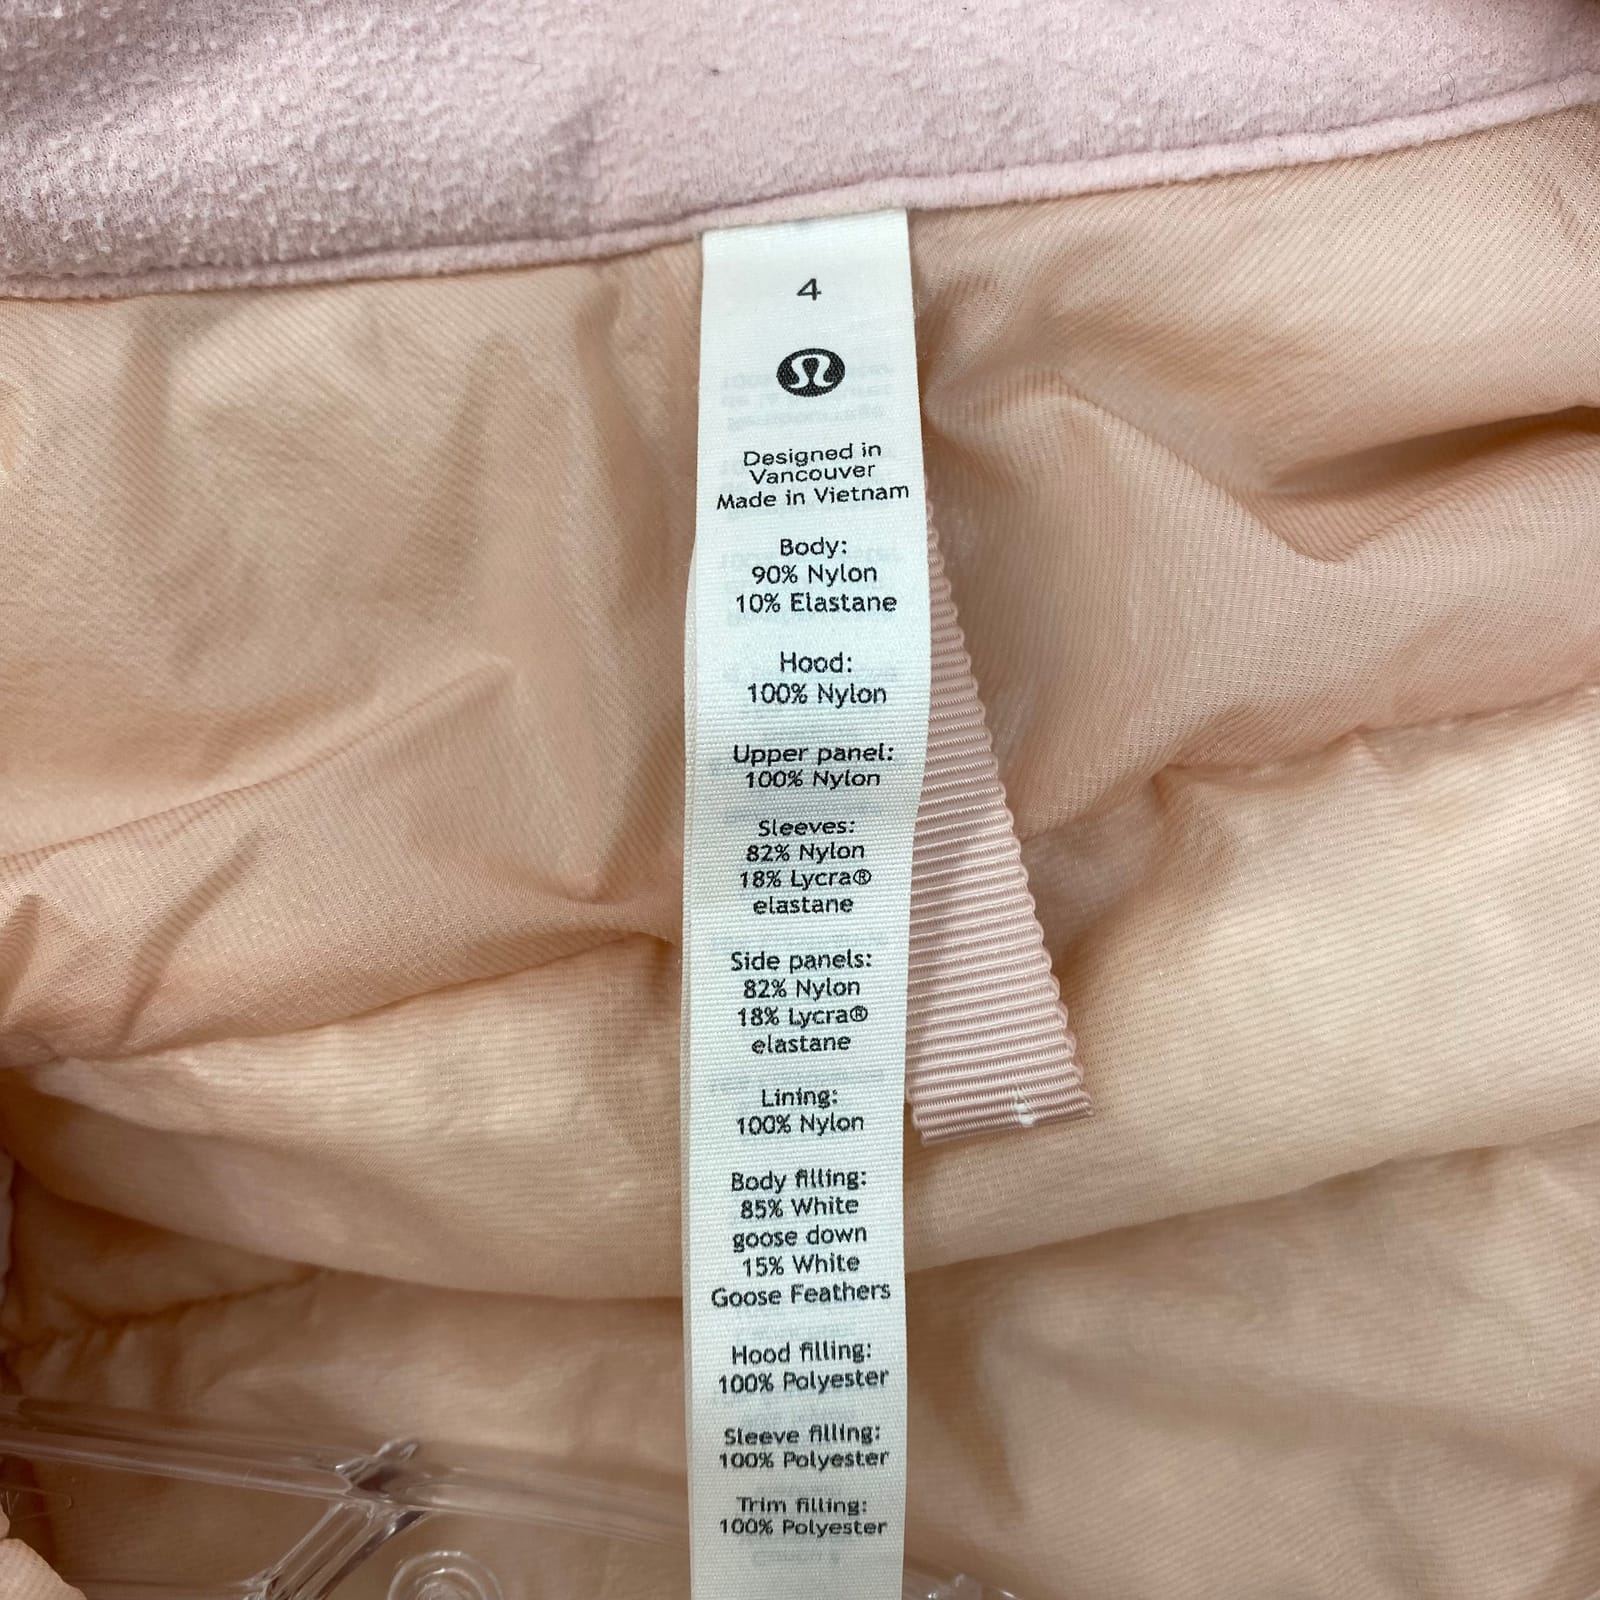 4
Designed in
Vancouver
Made in Vietnam
Body:
90% Nylon
10% Elastane
Hood:
100% Nylon
Upper panel:
100% Nylon
Sleeves:
82% Nylon
18% Lycra®
elastane
Side panels:
82% Nylon
18% Lycra®
elastane
Lining:
100% Nylon
Body filling:
85% White
goose down
15% White
Goose Feathers
Hood filling:
100% Polyester
Sleeve filling:
100% Polyester
Trim filling:
100% Polyester